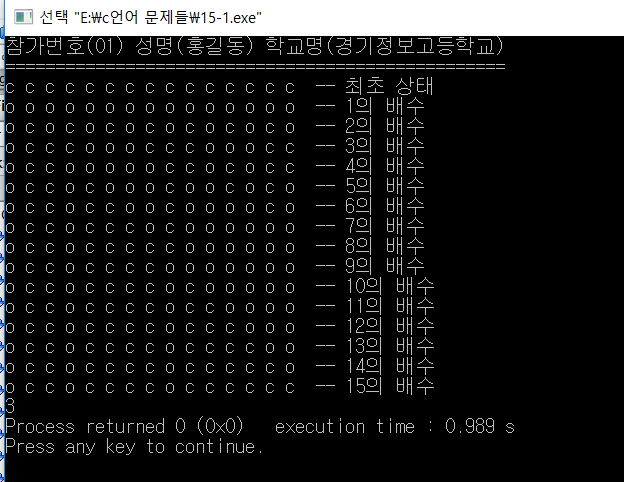 선택 "E:₩c언어 문제들₩15-1.exe"
참가번호(01) 성명(홍길동) 학교명(경기정보고등학교)
==================================================
c c c c c c c c c c c c c c c -- 최초 상태
o o o o o o o o o o o o o o o -- 1의 배수
o c o c o c o c o c o c o c o -- 2의 배수
o c c c o o o c c c o o o c c -- 3의 배수
o c c o o o o o c c o c o c c -- 4의 배수
o c c o c o o o c o o c o c o -- 5의 배수
o c c o c c o o c o o o o c o -- 6의 배수
o c c o c c c o c o o o o o o -- 7의 배수
o c c o c c c c c o o o o o o -- 8의 배수
o c c o c c c c o o o o o o o -- 9의 배수
o c c o c c c c o c o o o o o -- 10의 배수
o c c o c c c c o c c o o o o -- 11의 배수
o c c o c c c c o c c c o o o -- 12의 배수
o c c o c c c c o c c c c o o -- 13의 배수
o c c o c c c c o c c c c c o -- 14의 배수
o c c o c c c c o c c c c c c -- 15의 배수
3
Process returned 0 (0x0)   execution time : 0.989 s
Press any key to continue.